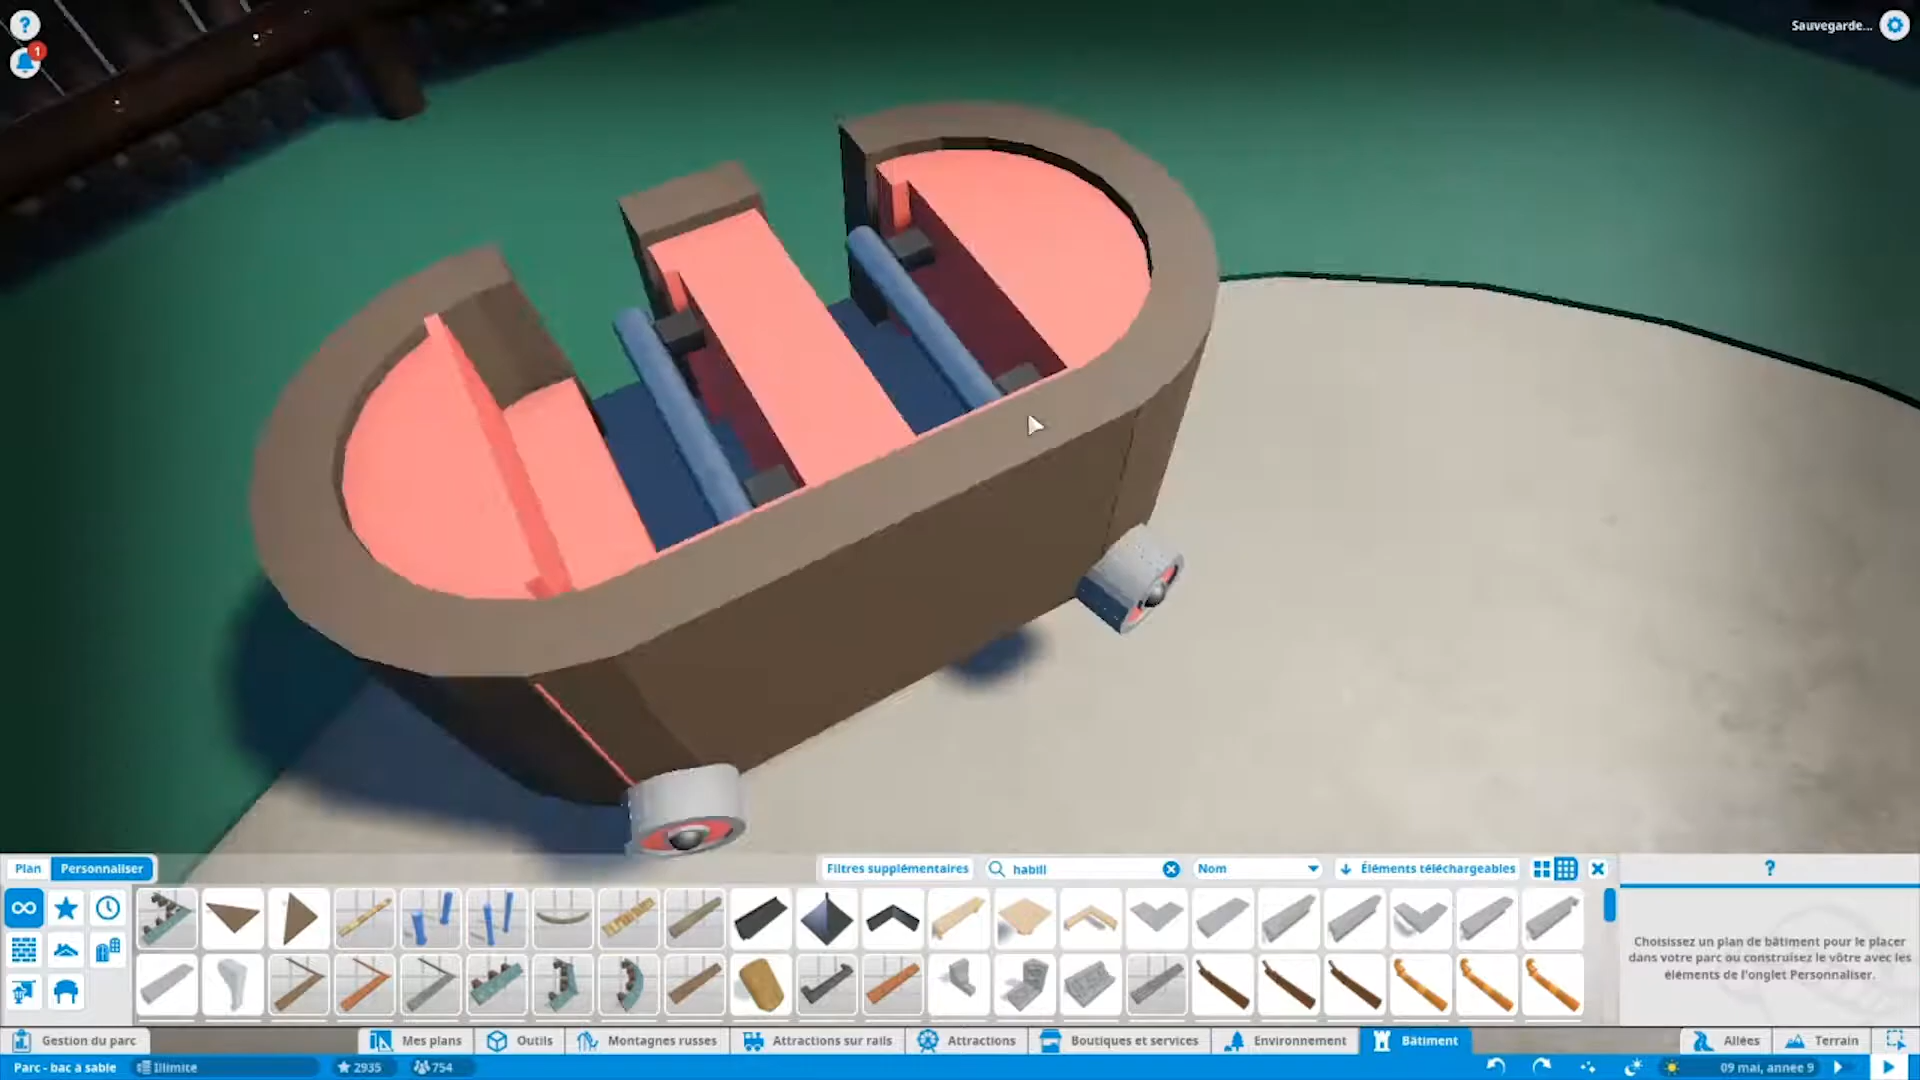 ?
1
Sauvegarde...
Plan
Personnaliser
Filtres supplémentaires
habill
Nom
Éléments téléchargeables
?
Choisissez un plan de bâtiment pour le placer
dans votre parc ou construisez le vôtre avec les
éléments de l'onglet Personnaliser.
Gestion du parc
Mes plans
Outils
Montagnes russes
Attractions sur rails
Attractions
Boutiques et services
Environnement
Bâtiment
Allées
Terrain
Parc - bac à sable
Illimité
2935
754
09 mai, année 9